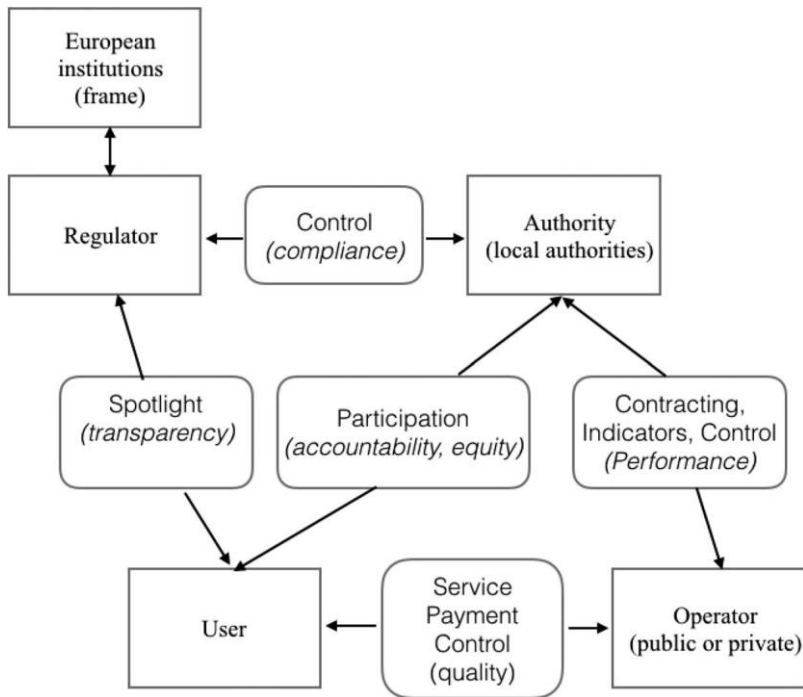 European
institutions
(frame)
Regulator
Control
(compliance)
Authority
(local authorities)
Spotlight
(transparency)
Participation
(accountability, equity)
Contracting,
Indicators, Control
(Performance)
User
Service
Payment
Control
(quality)
Operator
(public or private)